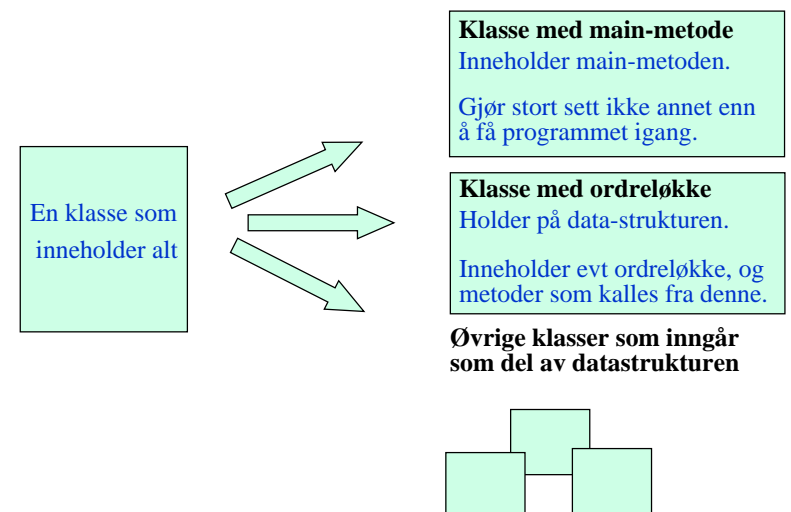 En klasse som
inneholder alt
Klasse med main-metode
Inneholder main-metoden.
Gjør stort sett ikke annet enn
å få programmet igang.
Klasse med ordreløkke
Holder på data-strukturen.
Inneholder evt ordreløkke, og
metoder som kalles fra denne.
Øvrige klasser som inngår
som del av datastrukturen